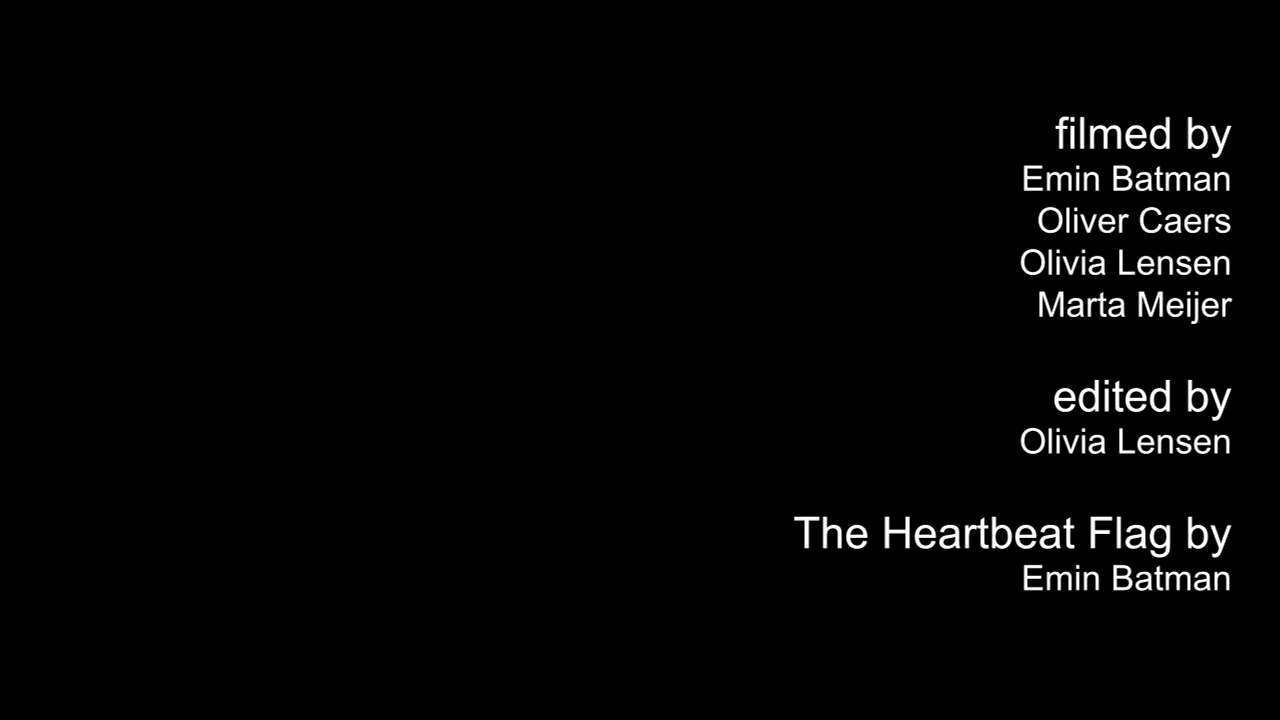 filmed by
Emin Batman
Oliver Caers
Olivia Lensen
Marta Meijer
edited by
Olivia Lensen
The Heartbeat Flag by
Emin Batman